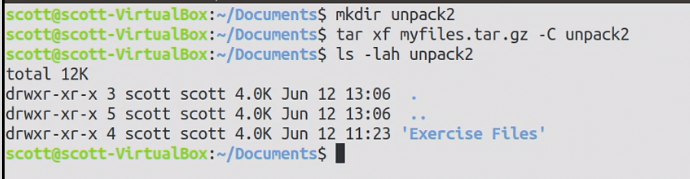 scott@scott-VirtualBox:~/Documents$ mkdir unpack2
scott@scott-VirtualBox:~/Documents$ tar xf myfiles.tar.gz -C unpack2
scott@scott-VirtualBox:~/Documents$ ls -lah unpack2
total 12K
drwxr-xr-x 3 scott scott 4.0K Jun 12 13:06  .
drwxr-xr-x 5 scott scott 4.0K Jun 12 13:06  ..
drwxr-xr-x 4 scott scott 4.0K Jun 12 11:23 'Exercise Files'
scott@scott-VirtualBox:~/Documents$